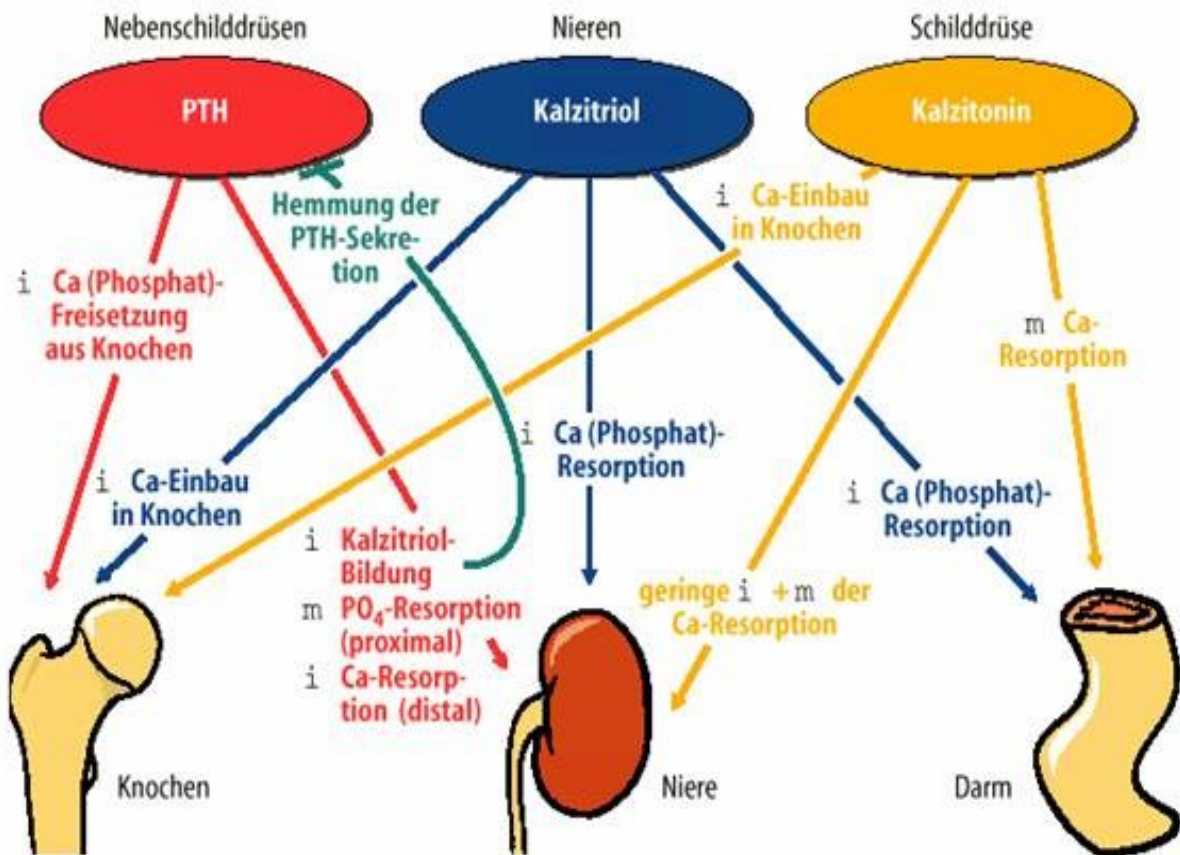 Nebenschilddrüsen
Nieren
Schilddrüse
PTH
Kalzitriol
Kalzitonin
Hemmung der
PTH-Sekre-
tion
i Ca-Einbau
in Knochen
i Ca (Phosphat)-
Freisetzung
aus Knochen
m Ca-
Resorption
i Ca (Phosphat)-
Resorption
i Ca-Einbau
in Knochen
i Ca (Phosphat)-
Resorption
i Kalzitriol-
Bildung
m PO₄-Resorption
(proximal)
i Ca-Resorp-
tion (distal)
geringe i + m der
Ca-Resorption
Knochen
Niere
Darm